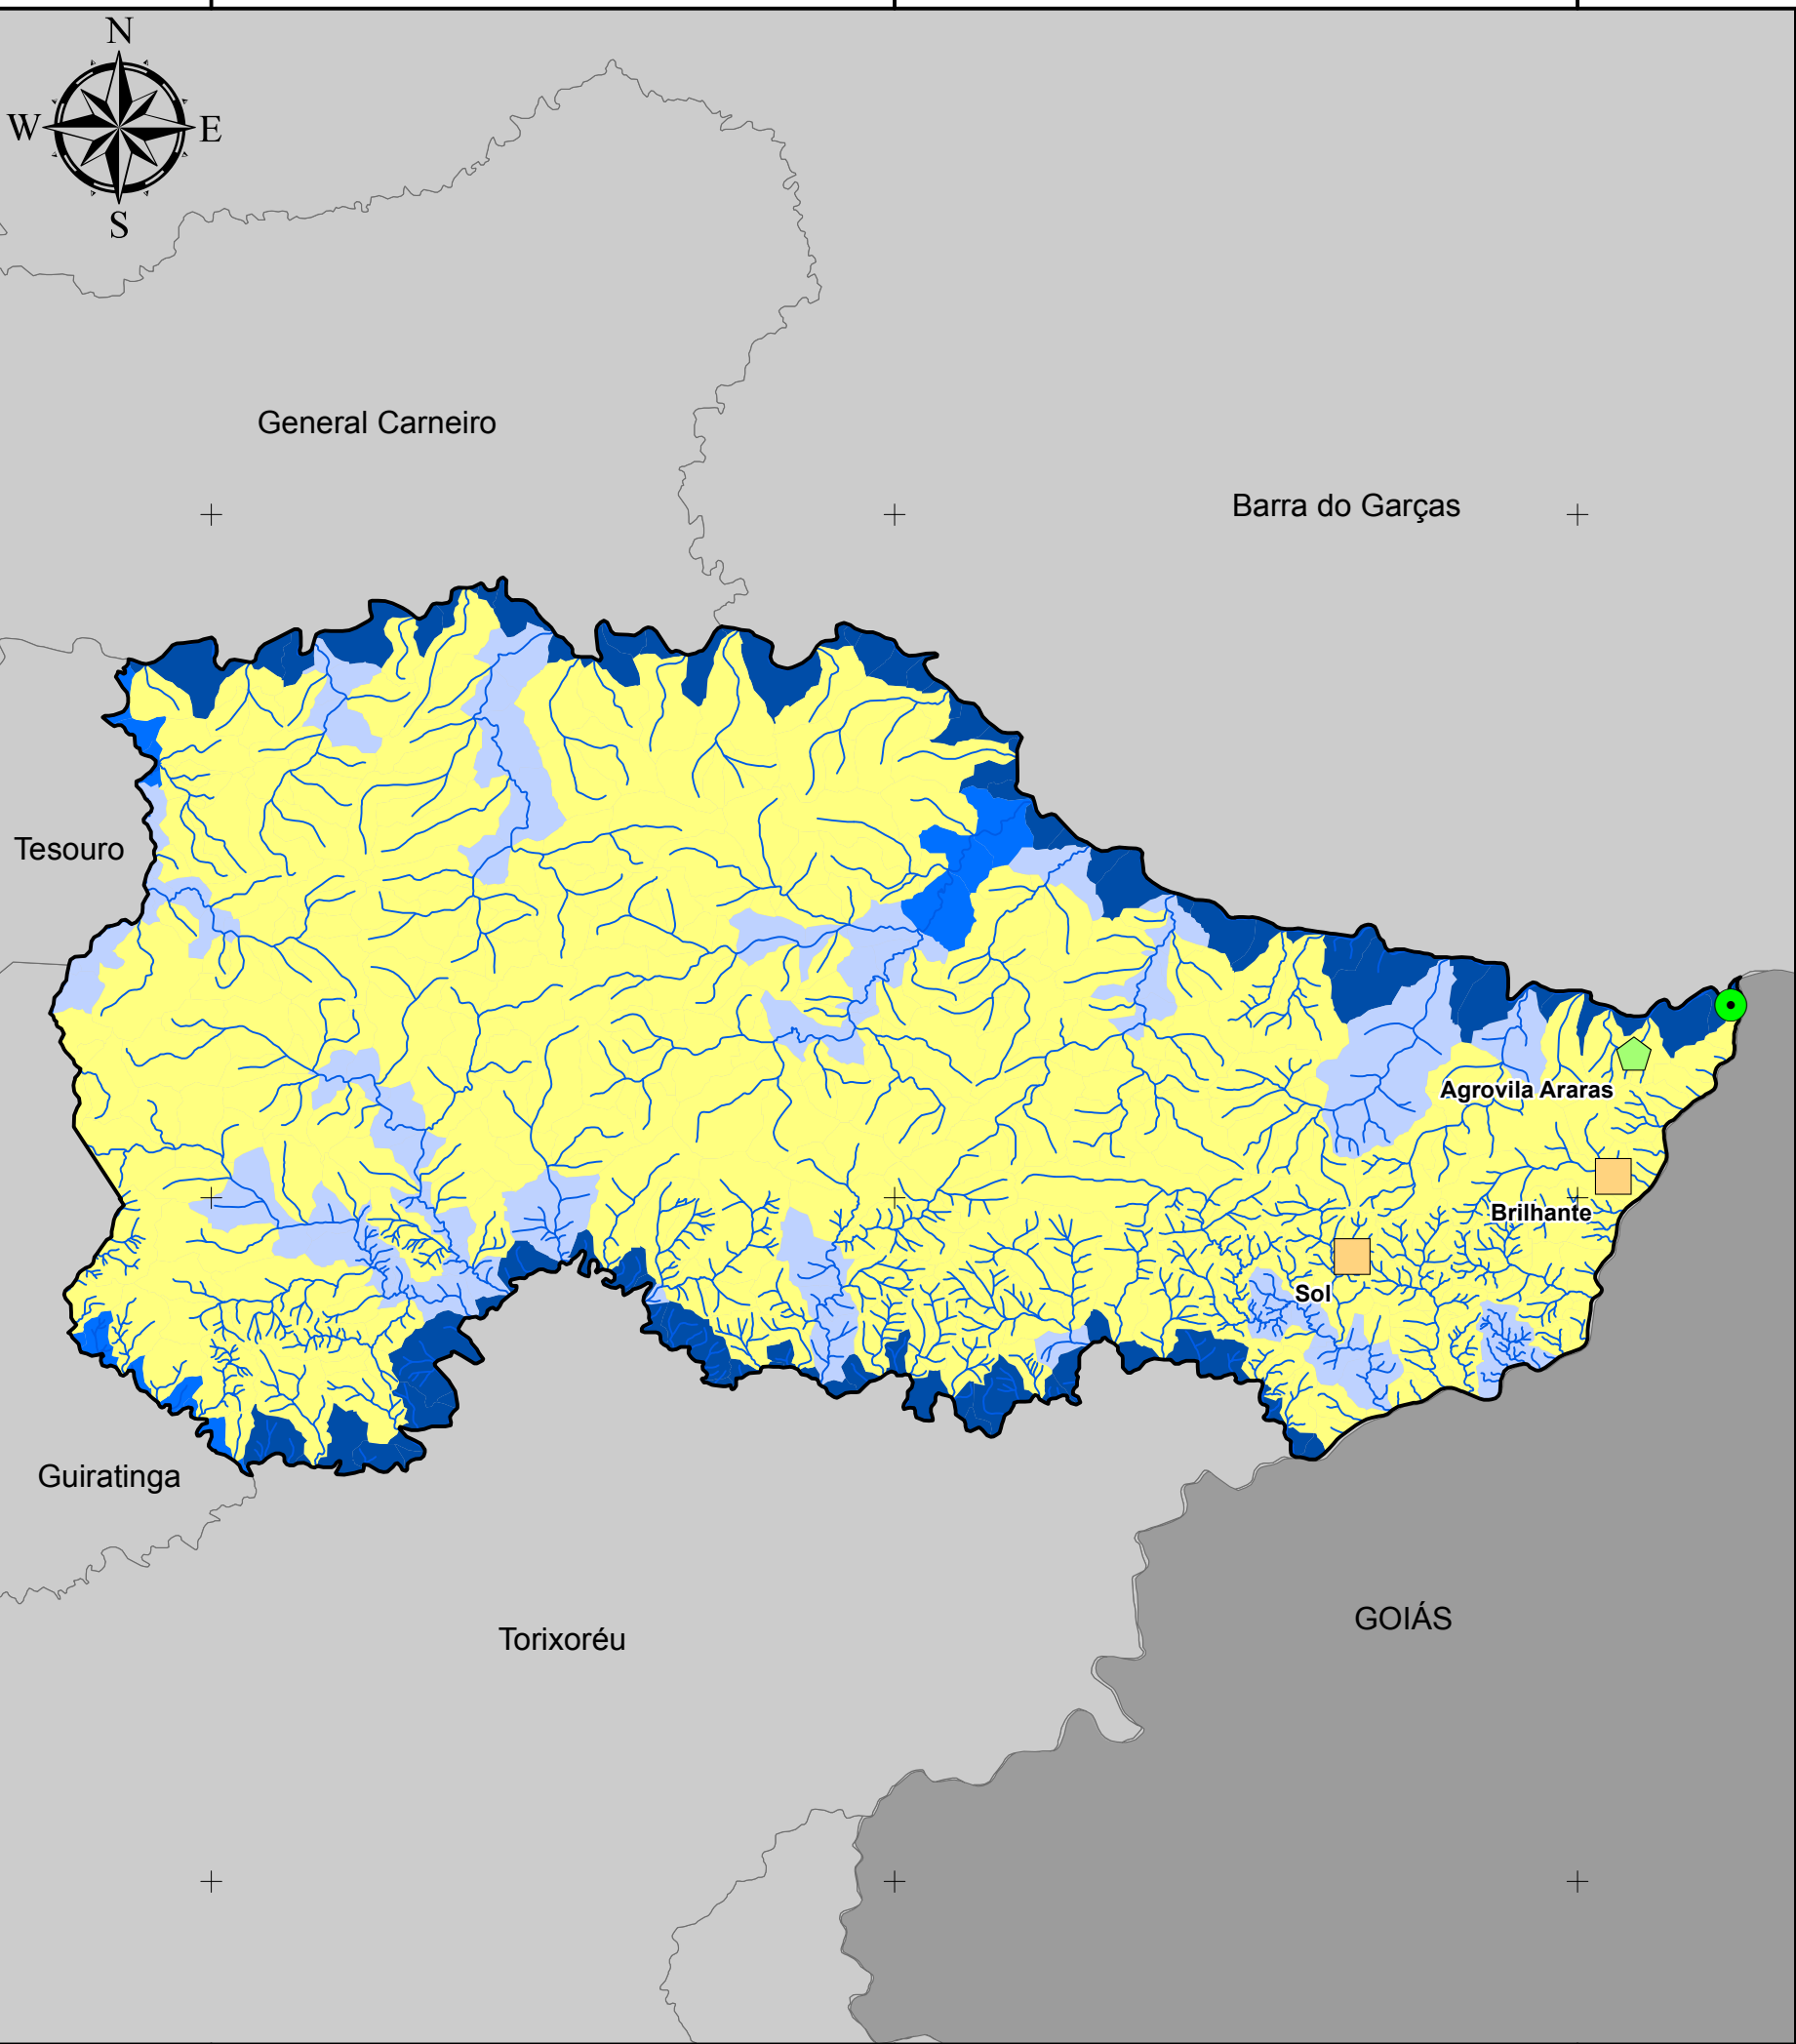 N
W
E
S
General Carneiro
Barra do Garças
Tesouro
Agrovila Araras
Brilhante
Sol
Guiratinga
GOIÁS
Torixoréu